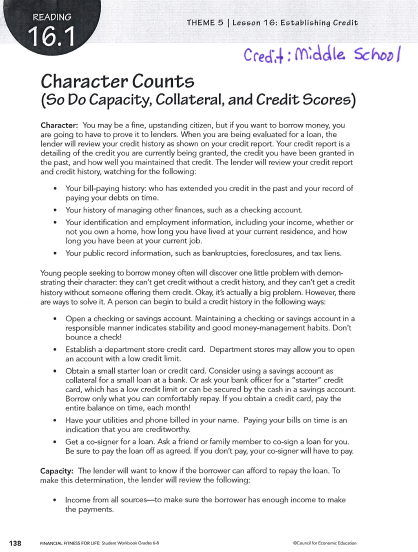 READING
16.1
THEME 5 | Lesson 16: Establishing Credit
Credit: Middle School
Character Counts
(So Do Capacity, Collateral, and Credit Scores)
Character: You may be a fine, upstanding citizen, but if you want to borrow money, you
are going to have to prove it to lenders. When you are being evaluated for a loan, the
lender will review your credit history as shown on your credit report. Your credit report is a
detailing of the credit you are currently being granted, the credit you have been granted in
the past, and how well you maintained that credit. The lender will review your credit report
and credit history, watching for the following:
• Your bill-paying history: who has extended you credit in the past and your record of
paying your debts on time.
• Your history of managing other finances, such as a checking account.
• Your identification and employment information, including your income, whether or
not you own a home, how long you have lived at your current residence, and how
long you have been at your current job.
• Your public record information, such as bankruptcies, foreclosures, and tax liens.
Young people seeking to borrow money often will discover one little problem with demon-
strating their character: they can't get credit without a credit history, and they can't get a credit
history without someone offering them credit. Okay, it's actually a big problem. However, there
are ways to solve it. A person can begin to build a credit history in the following ways:
• Open a checking or savings account. Maintaining a checking or savings account in a
responsible manner indicates stability and good money-management habits. Don't
bounce a check!
• Establish a department store credit card. Department stores may allow you to open
an account with a low credit limit.
• Obtain a small starter loan or credit card. Consider using a savings account as
collateral for a small loan at a bank. Or ask your bank officer for a "starter" credit
card, which has a low credit limit or can be secured by the cash in a savings account.
Borrow only what you can comfortably repay. If you obtain a credit card, pay the
entire balance on time, each month!
• Have your utilities and phone billed in your name. Paying your bills on time is an
indication that you are creditworthy.
• Get a co-signer for a loan. Ask a friend or family member to co-sign a loan for you.
Be sure to pay the loan off as agreed. If you don't pay, your co-signer will have to pay.
Capacity: The lender will want to know if the borrower can afford to repay the loan. To
make this determination, the lender will review the following:
• Income from all sources—to make sure the borrower has enough income to make
the payments.
138 FINANCIAL FITNESS FOR LIFE: Student Workbook Grades 6-8 ©Council for Economic Education